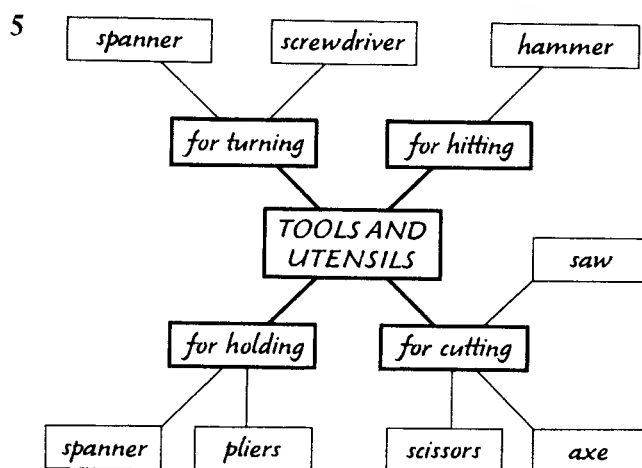 5
spanner
screwdriver
hammer
for turning
for hitting
TOOLS AND
UTENSILS
saw
for holding
for cutting
spanner
pliers
scissors
axe